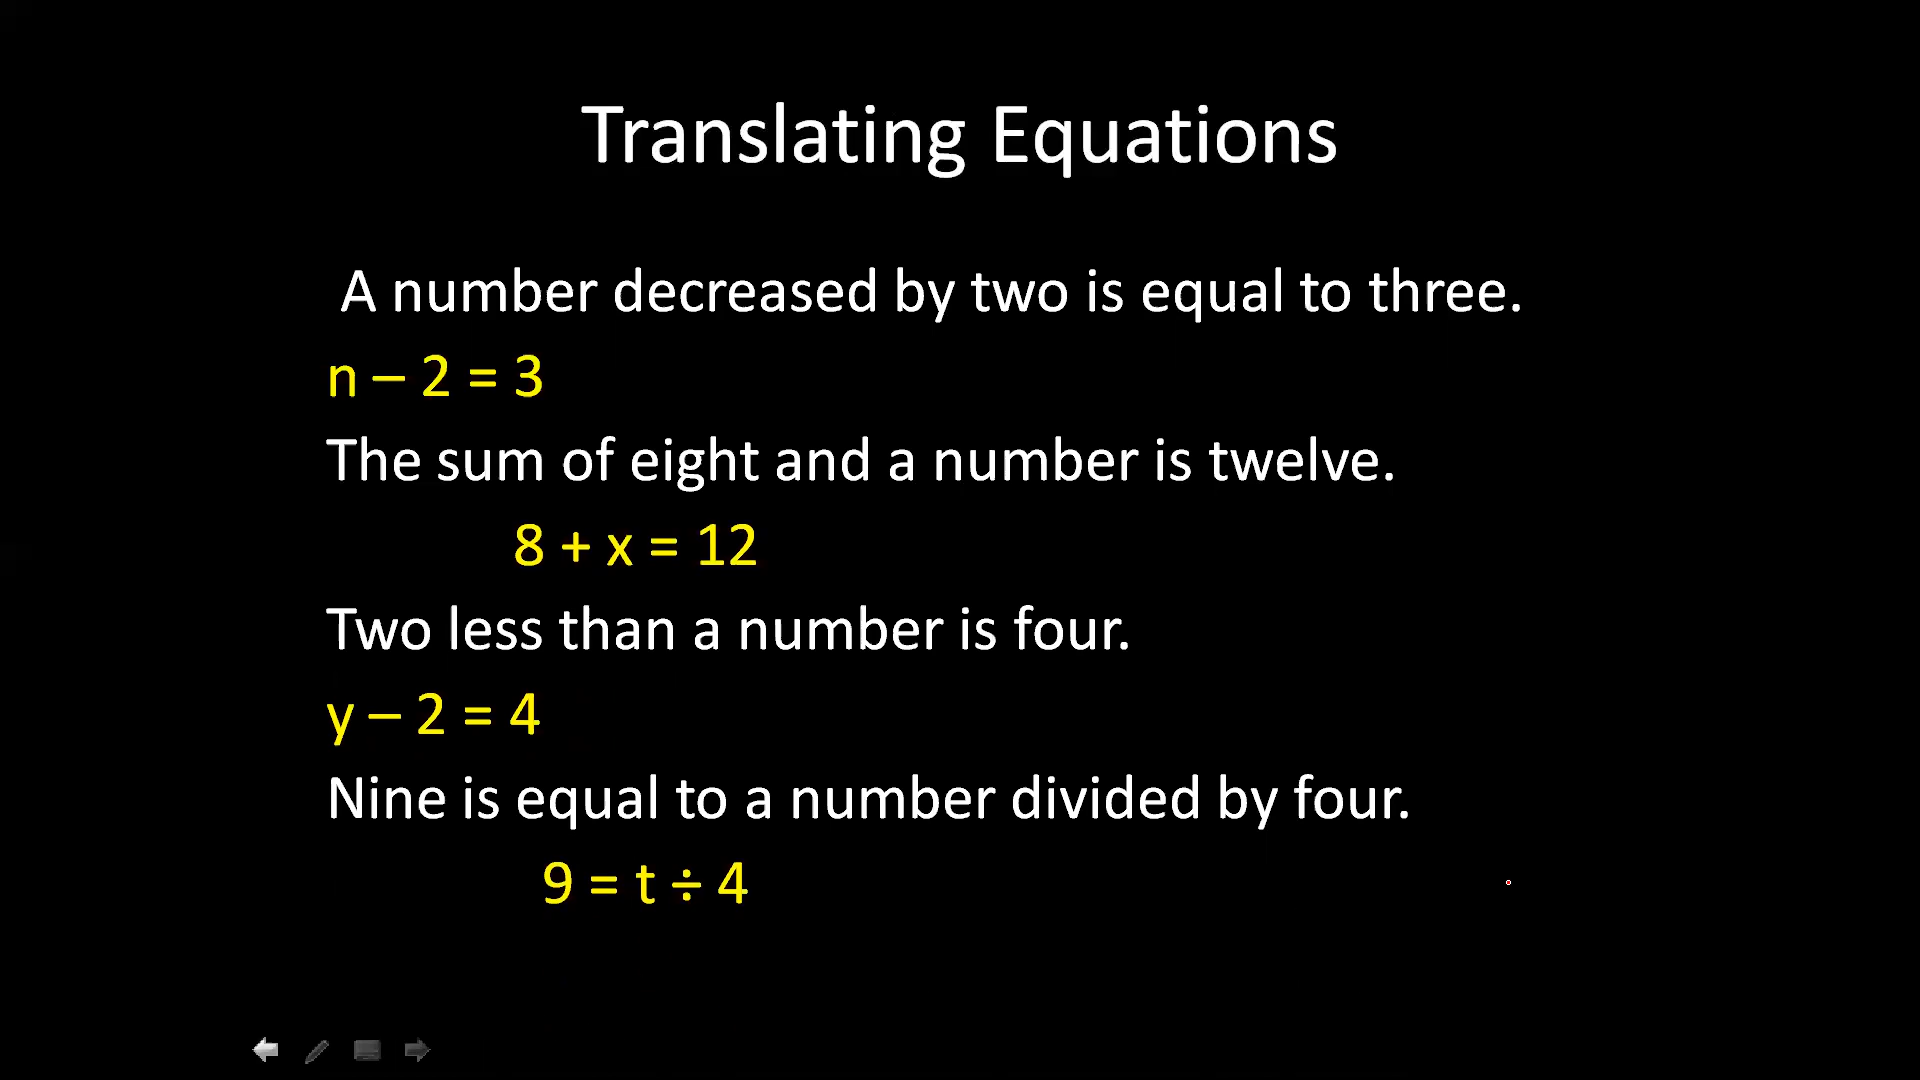 Translating Equations
A number decreased by two is equal to three.
n – 2 = 3
The sum of eight and a number is twelve.
8 + x = 12
Two less than a number is four.
y – 2 = 4
Nine is equal to a number divided by four.
9 = t ÷ 4